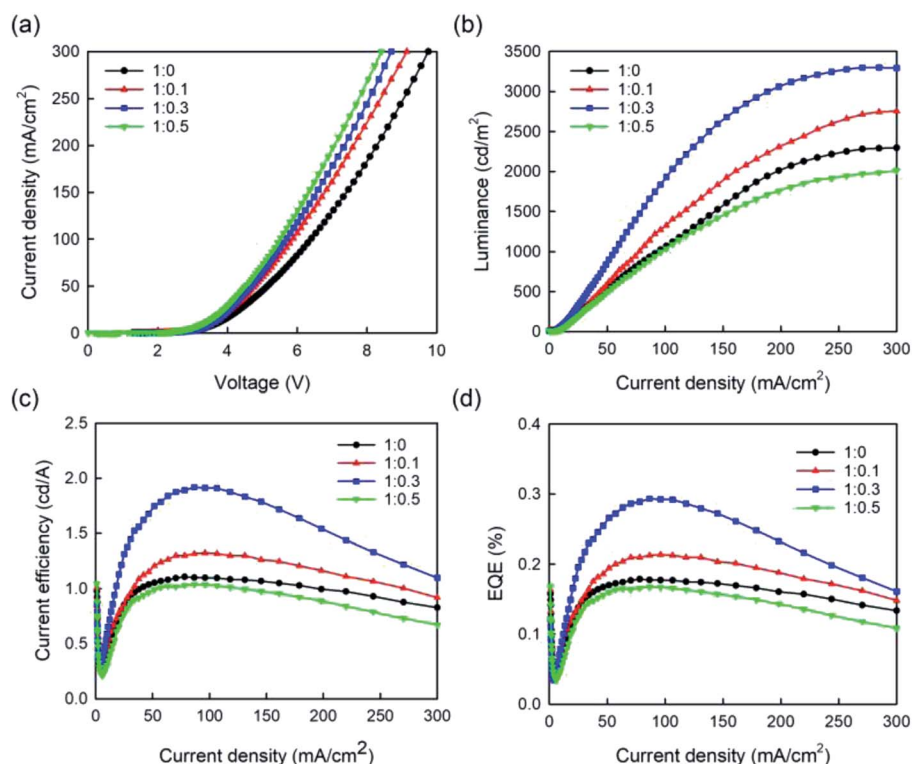 (a)
Current density (mA/cm²)
300
250
200
150
100
50
0
1:0
1:0.1
1:0.3
1:0.5
0 2 4 6 8 10
Voltage (V)
(b)
Luminance (cd/m²)
3500
3000
2500
2000
1500
1000
500
0
1:0
1:0.1
1:0.3
1:0.5
0 50 100 150 200 250 300
Current density (mA/cm²)
(c)
Current efficiency (cd/A)
2.5
2.0
1.5
1.0
0.5
0.0
1:0
1:0.1
1:0.3
1:0.5
0 50 100 150 200 250 300
Current density (mA/cm²)
(d)
EQE (%)
0.4
0.3
0.2
0.1
0.0
1:0
1:0.1
1:0.3
1:0.5
0 50 100 150 200 250 300
Current density (mA/cm²)